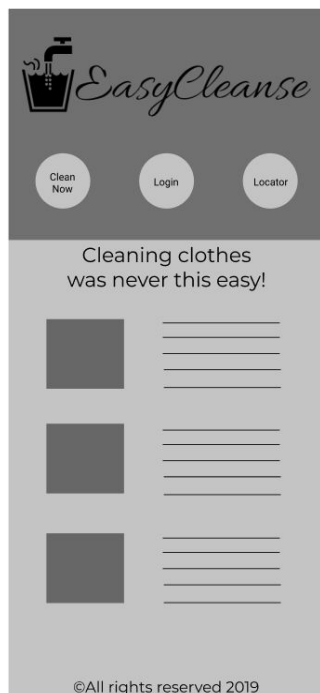 EasyCleanse
Clean
Now
Login
Locator
Cleaning clothes
was never this easy!
©All rights reserved 2019